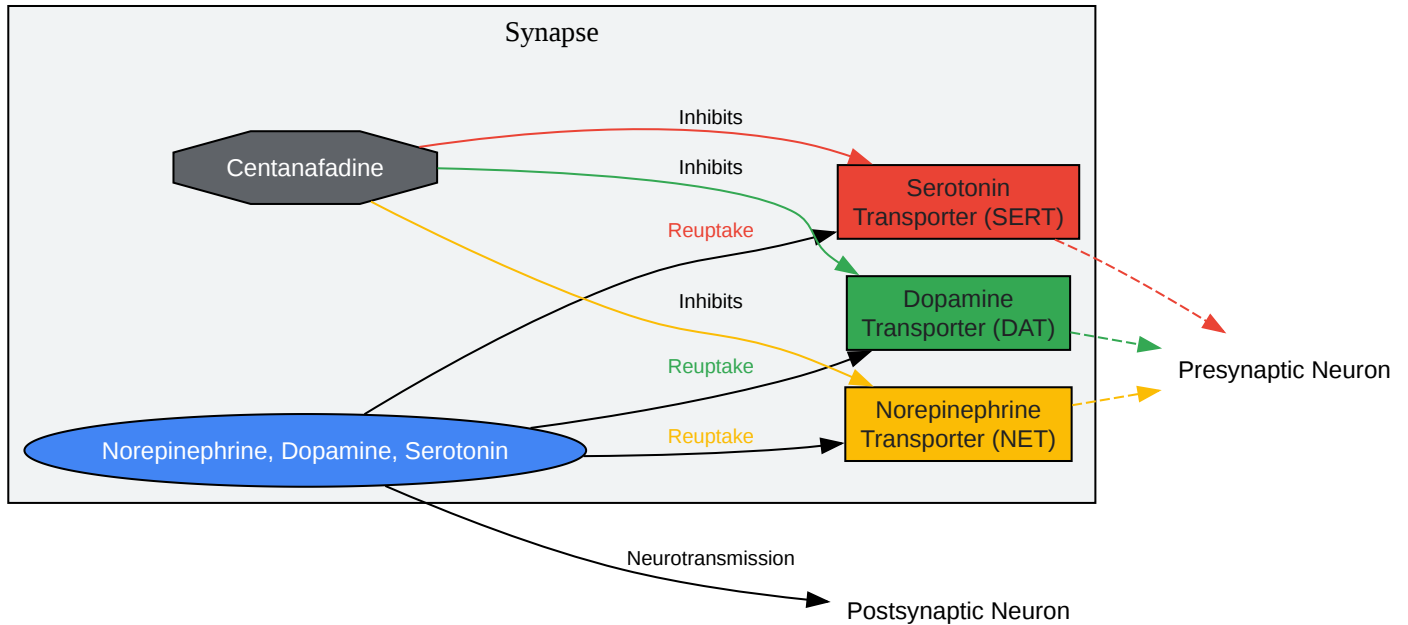 Synapse
Inhibits
Centanafadine
Inhibits
Serotonin
Transporter (SERT)
Reuptake
Inhibits
Dopamine
Transporter (DAT)
Reuptake
Presynaptic Neuron
Norepinephrine
Transporter (NET)
Reuptake
Norepinephrine, Dopamine, Serotonin
Neurotransmission
Postsynaptic Neuron